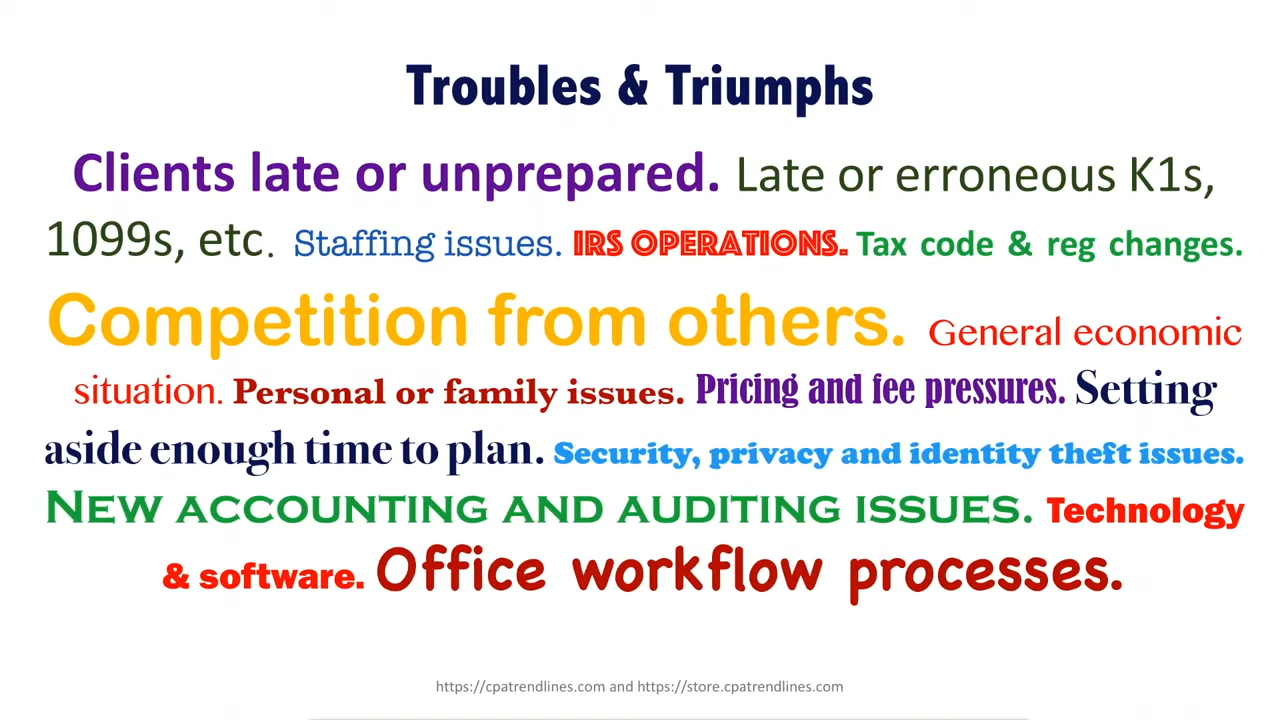 Troubles & Triumphs
Clients late or unprepared. Late or erroneous K1s,
1099s, etc. Staffing issues. IRS OPERATIONS. Tax code & reg changes.
Competition from others. General economic
situation. Personal or family issues. Pricing and fee pressures. Setting
aside enough time to plan. Security, privacy and identity theft issues.
NEW ACCOUNTING AND AUDITING ISSUES. Technology
& software. Office workflow processes.
https://cpatrendlines.com and https://store.cpatrendlines.com